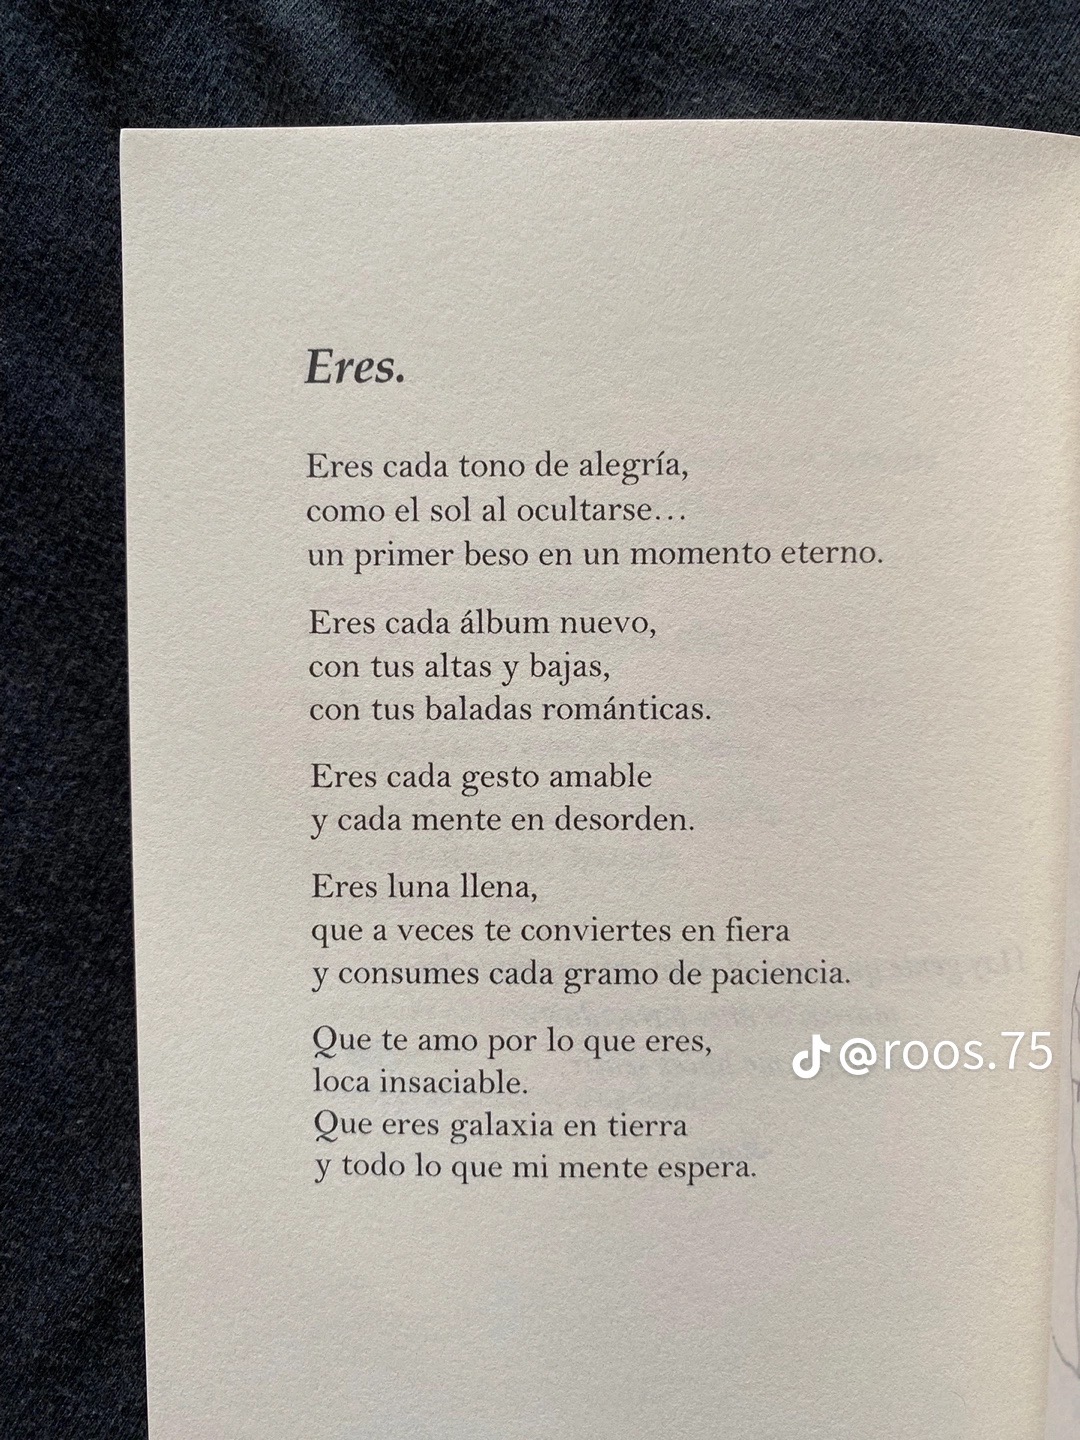 Eres.
Eres cada tono de alegría,
como el sol al ocultarse…
un primer beso en un momento eterno.
Eres cada álbum nuevo,
con tus altas y bajas,
con tus baladas románticas.
Eres cada gesto amable
y cada mente en desorden.
Eres luna llena,
que a veces te conviertes en fiera
y consumes cada gramo de paciencia.
Que te amo por lo que eres,
loca insaciable.
Que eres galaxia en tierra
y todo lo que mi mente espera.
@roos.75